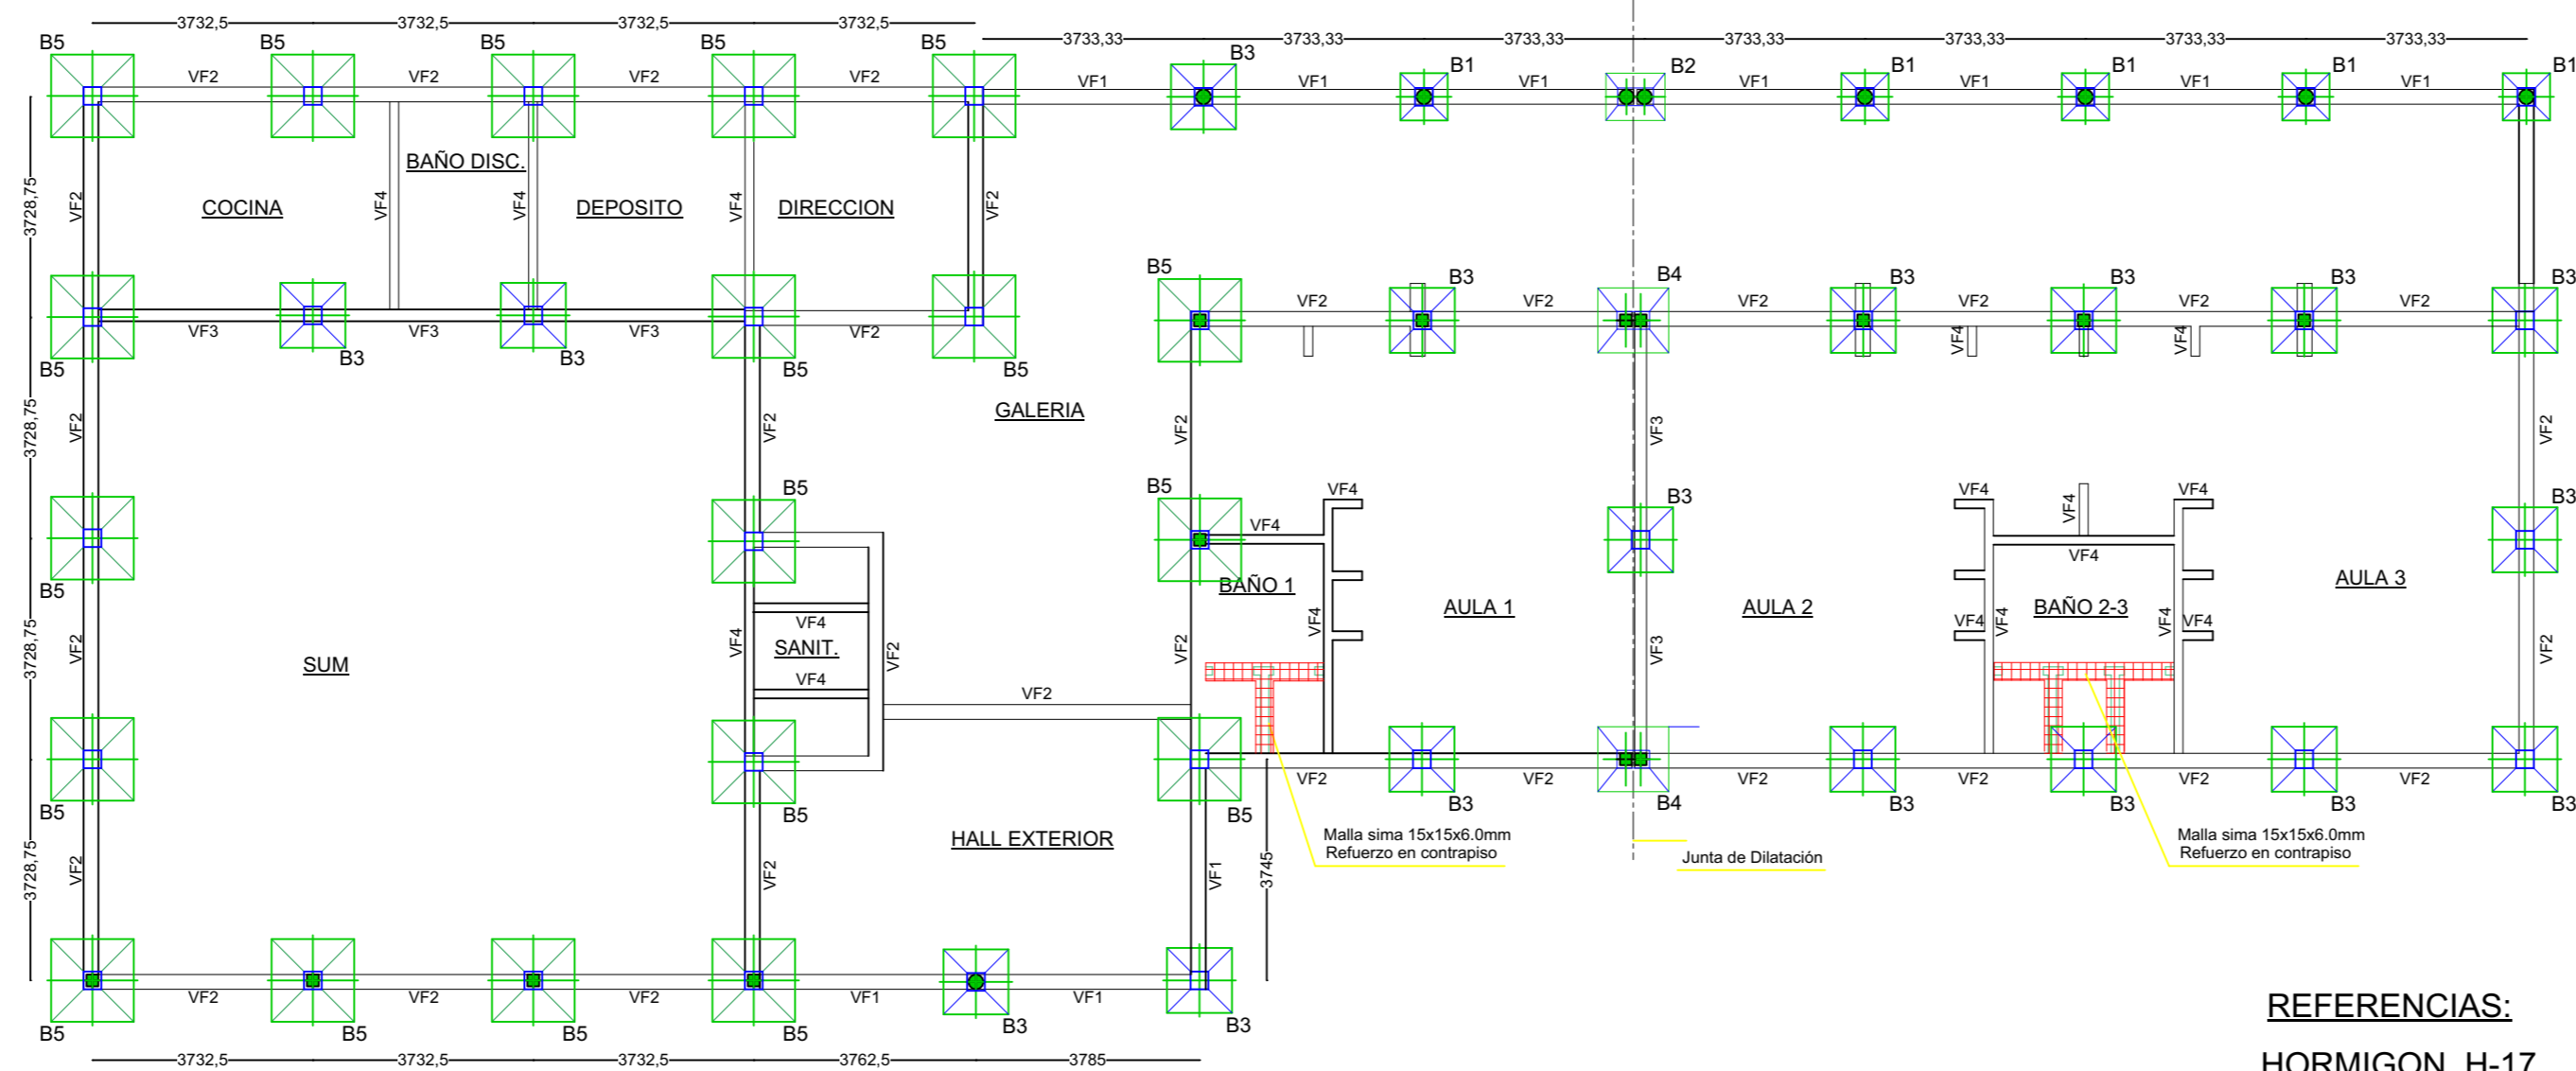 3732,5 3732,5 3732,5 3732,5
3733,33 3733,33 3733,33 3733,33 3733,33 3733,33 3733,33
B5 B5 B5 B5 B5 B3 B1 B2 B1 B1 B1 B1
VF2 VF2 VF2 VF2 VF1 VF1 VF1 VF1 VF1 VF1 VF1
BAÑO DISC.
3728,75 VF2 COCINA VF4 VF4 DEPOSITO VF4 DIRECCION VF2
B5 B3 B4 B3 B3 B3 B3
VF2 VF2 VF2 VF2 VF2 VF2
VF3 VF3 VF3 VF2 VF4 VF4
B5 B3 B3 B5 B5
GALERIA
3728,75 VF2 VF2 VF2 VF3 VF2
B5 B5 VF4 B3 VF4 VF4 VF4 B3
VF4 VF4
B5 BAÑO 1 AULA 3
AULA 1 AULA 2 BAÑO 2-3
VF4 VF4 VF4 VF4 VF4 VF4
3728,75 VF2 VF4 SANIT. VF2 VF2 VF3 VF2
SUM VF4
VF2
VF2 VF2 VF2 VF2 VF2 VF2
B5 B5 B5 B3 B4 B3 B3 B3 B3
HALL EXTERIOR
Malla sima 15x15x6.0mm Malla sima 15x15x6.0mm
Refuerzo en contrapiso Refuerzo en contrapiso
Junta de Dilatación
3728,75 VF2 VF2 VF1 3745
VF2 VF2 VF2 VF1 VF1
B5 B5 B5 B5 B3 B3
3732,5 3732,5 3732,5 3762,5 3785
REFERENCIAS:
HORMIGON H-17